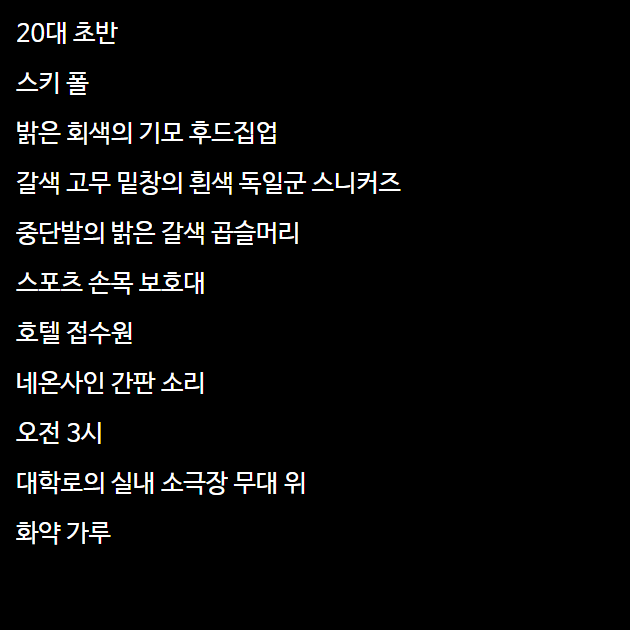 20대 초반
스키 폴
밝은 회색의 기모 후드집업
갈색 고무 밑창의 흰색 독일군 스니커즈
중단발의 밝은 갈색 곱슬머리
스포츠 손목 보호대
호텔 접수원
네온사인 간판 소리
오전 3시
대학로의 실내 소극장 무대 위
화약 가루